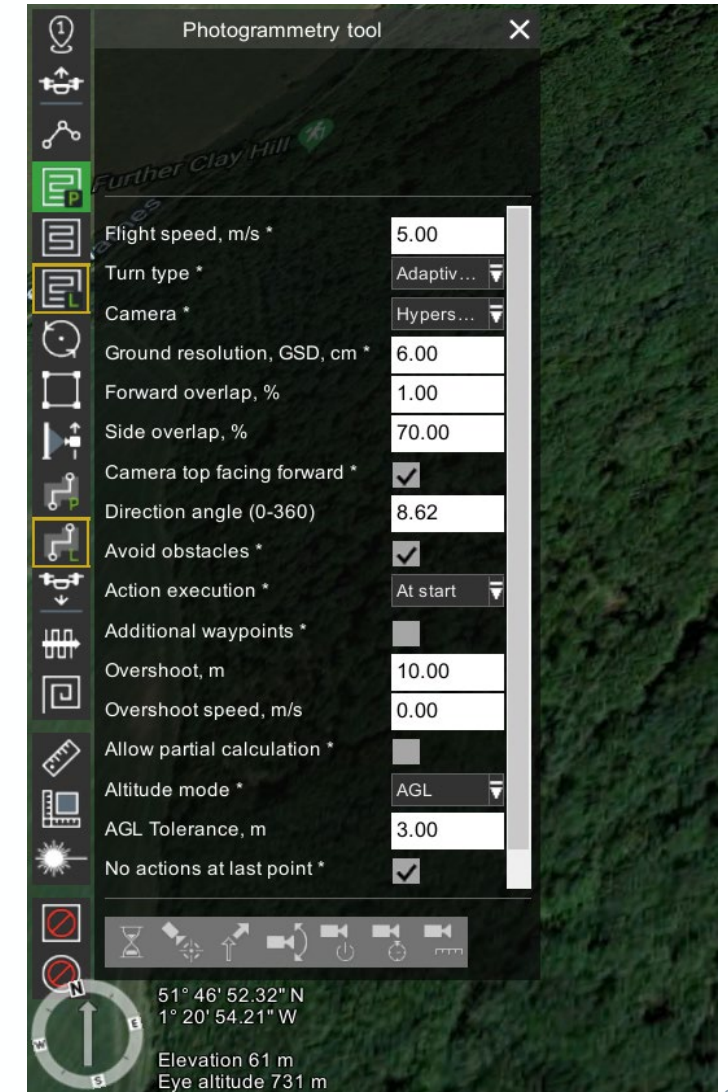 1
Photogrammetry tool
Further Clay Hill
P
Flight speed, m/s * 5.00
Turn type * Adaptiv...
L
Camera * Hypers...
Ground resolution, GSD, cm * 6.00
Forward overlap, % 1.00
Side overlap, % 70.00
Camera top facing forward *
P
Direction angle (0-360) 8.62
Avoid obstacles *
L
Action execution * At start
Additional waypoints *
Overshoot, m 10.00
Overshoot speed, m/s 0.00
Allow partial calculation *
Altitude mode * AGL
AGL Tolerance, m 3.00
No actions at last point *
N
E
S
W
51° 46' 52.32" N
1° 20' 54.21" W
Elevation 61 m
Eye altitude 731 m